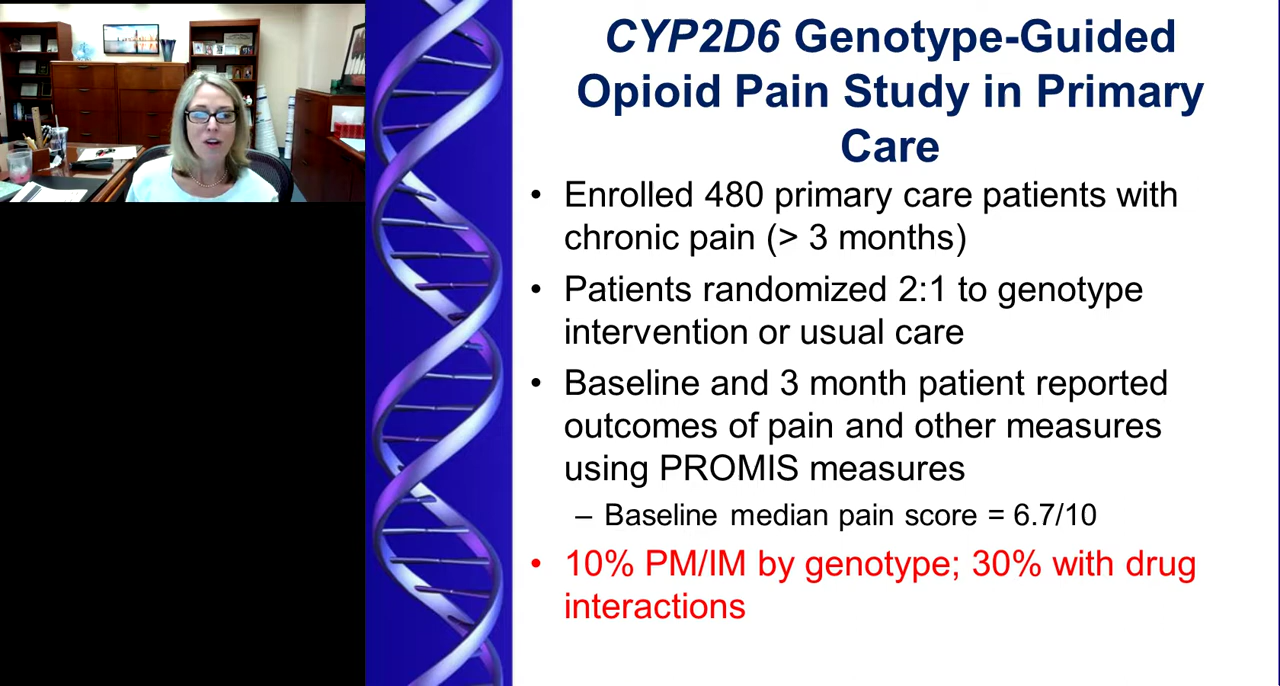 CYP2D6 Genotype-Guided
Opioid Pain Study in Primary
Care
• Enrolled 480 primary care patients with
chronic pain (> 3 months)
• Patients randomized 2:1 to genotype
intervention or usual care
• Baseline and 3 month patient reported
outcomes of pain and other measures
using PROMIS measures
– Baseline median pain score = 6.7/10
• 10% PM/IM by genotype; 30% with drug
interactions